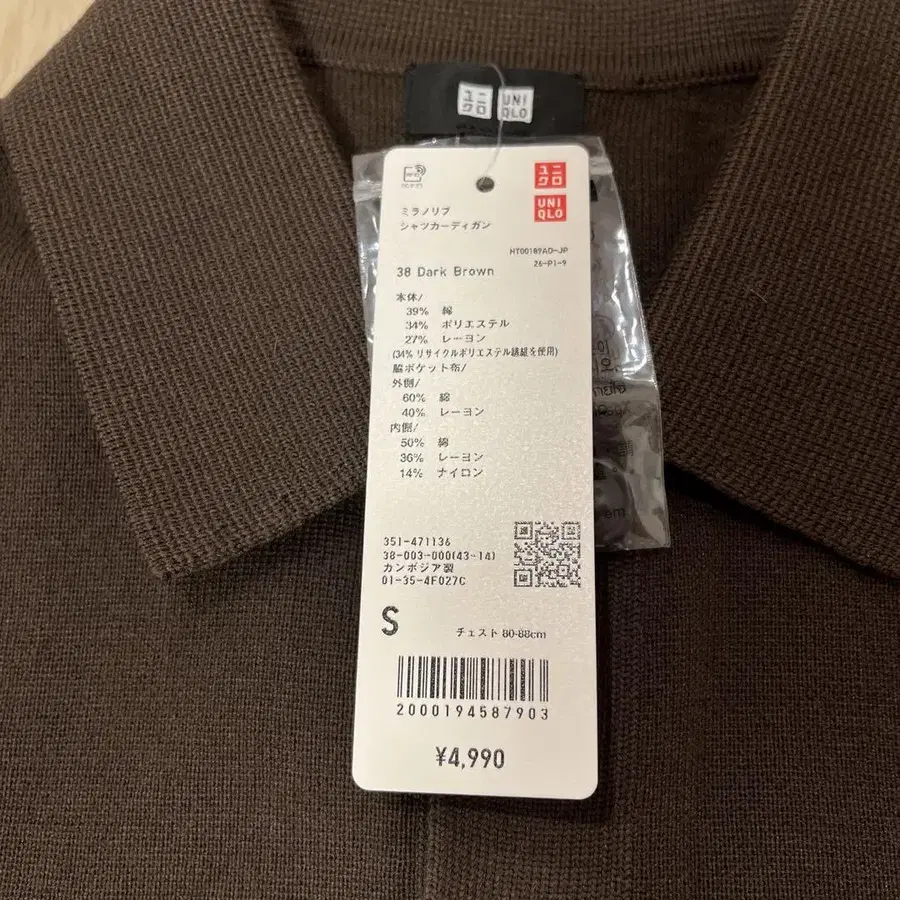 ユニ
クロ
UNI
QLO
ユニ
クロ
UNI
QLO
ミラノリブ
シャツカーディガン
HT00189AD-JP
26-P1-9
38 Dark Brown
本体/
39% 綿
34% ポリエステル
27% レーヨン
(34% リサイクルポリエステル繊維を使用)
脇ポケット布/
外側/
60% 綿
40% レーヨン
内側/
50% 綿
36% レーヨン
14% ナイロン
351-471136
38-003-000(43-14)
カンボジア製
01-35-4F027C
S
チェスト 80-88cm
2000194587903
¥4,990